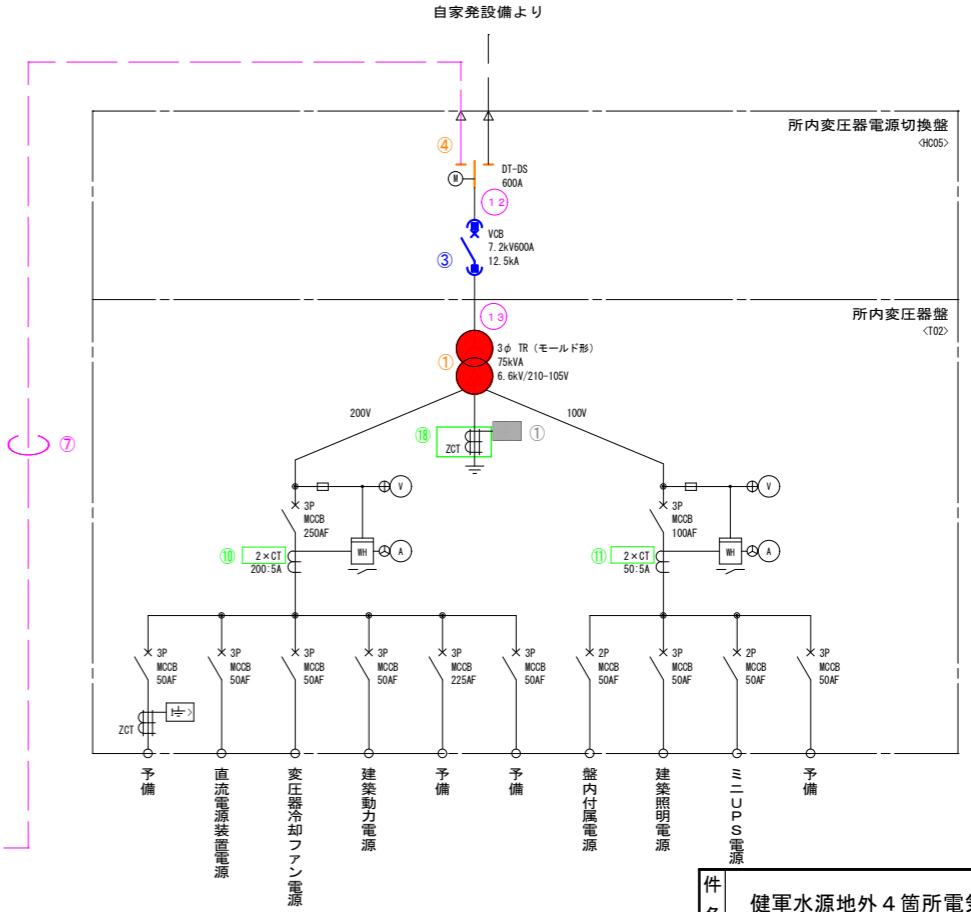 自家発設備より
所内変圧器電源切換盤
<HC05>
④
M
DT-DS
600A
12
VCB
7.2kV600A
12.5kA
③
所内変圧器盤
<T02>
13
①
3φ TR (モールド形)
75kVA
6.6kV/210-105V
⑦
200V
100V
⑱
ZCT
①
3P
MCCB
250AF
V
⑩
2×CT
200:5A
WH
A
3P
MCCB
100AF
V
⑪
2×CT
50:5A
WH
A
3P
MCCB
50AF
3P
MCCB
50AF
3P
MCCB
50AF
3P
MCCB
50AF
3P
MCCB
225AF
3P
MCCB
50AF
2P
MCCB
50AF
3P
MCCB
50AF
2P
MCCB
50AF
3P
MCCB
50AF
ZCT
予備
直流電源装置電源
変圧器冷却ファン電源
建築動力電源
予備
予備
盤内付属電源
建築照明電源
ミニUPS電源
予備
件
健軍水源地外4箇所電